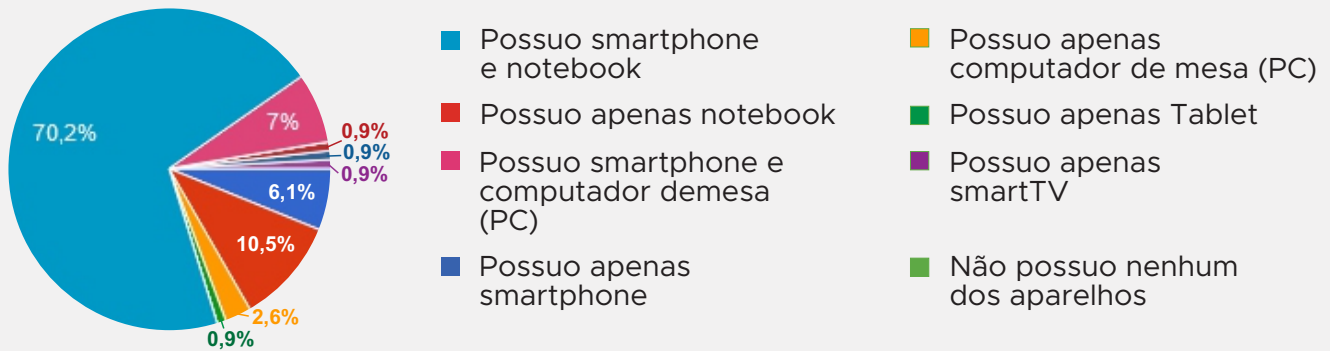 70,2%
7%
0,9%
0,9%
0,9%
6,1%
10,5%
2,6%
0,9%
Possuo smartphone
e notebook
Possuo apenas notebook
Possuo smartphone e
computador demesa
(PC)
Possuo apenas
smartphone
Possuo apenas
computador de mesa (PC)
Possuo apenas Tablet
Possuo apenas
smartTV
Não possuo nenhum
dos aparelhos